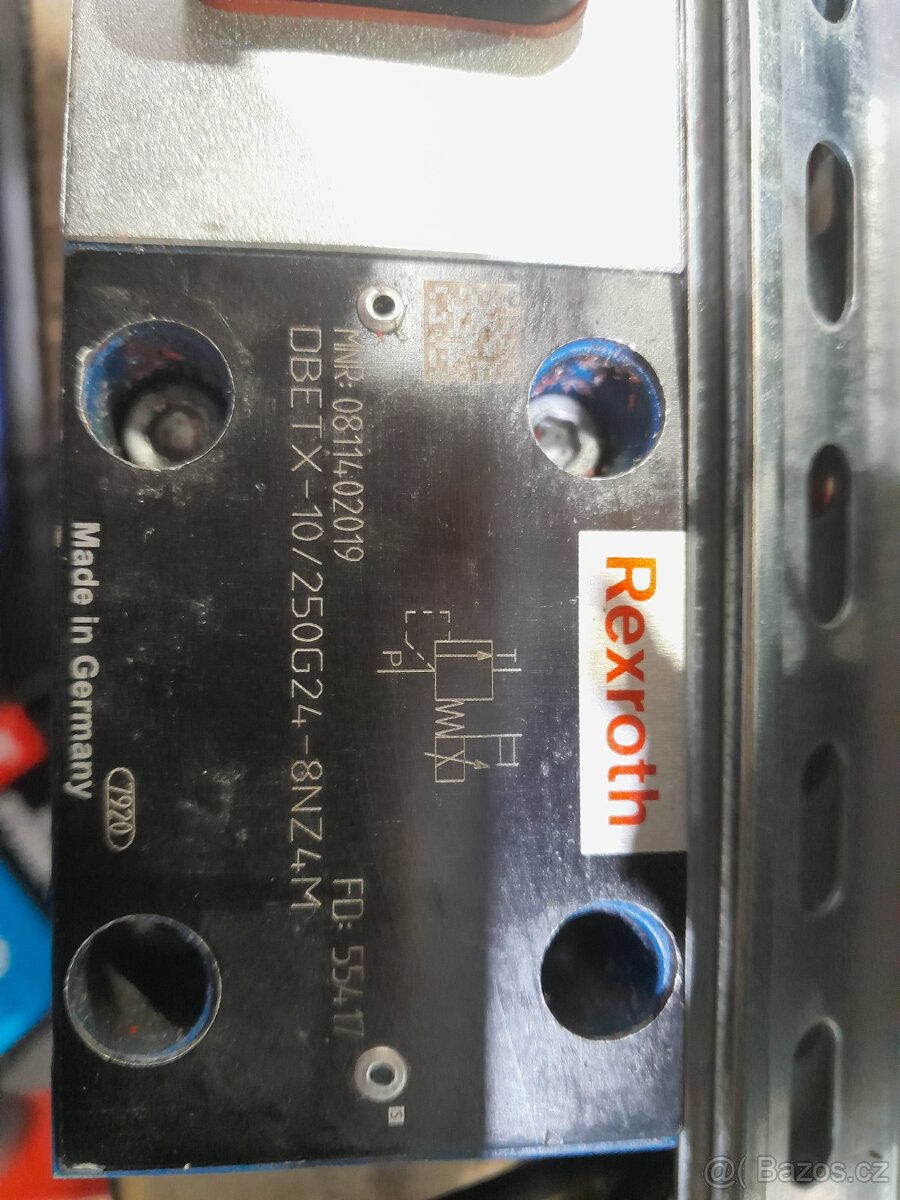 Rexroth
T
P
MNR: 0811402019
FD: 55417
DBETX-10/250G24-8NZ4M
7920
Made in Germany
@( Bazos.cz